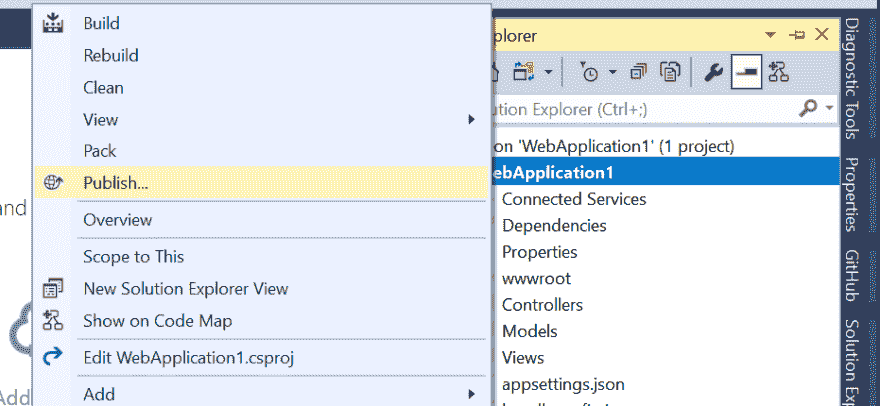 Build
Rebuild
Clean
View
Pack
Publish...
and
Overview
Scope to This
New Solution Explorer View
Show on Code Map
Edit WebApplication1.csproj
Add
Add
plorer
ution Explorer (Ctrl+;)
on 'WebApplication1' (1 project)
ebApplication1
Connected Services
Dependencies
Properties
wwwroot
Controllers
Models
Views
appsettings.json
Diagnostic Tools
Properties
GitHub
Solution Exp